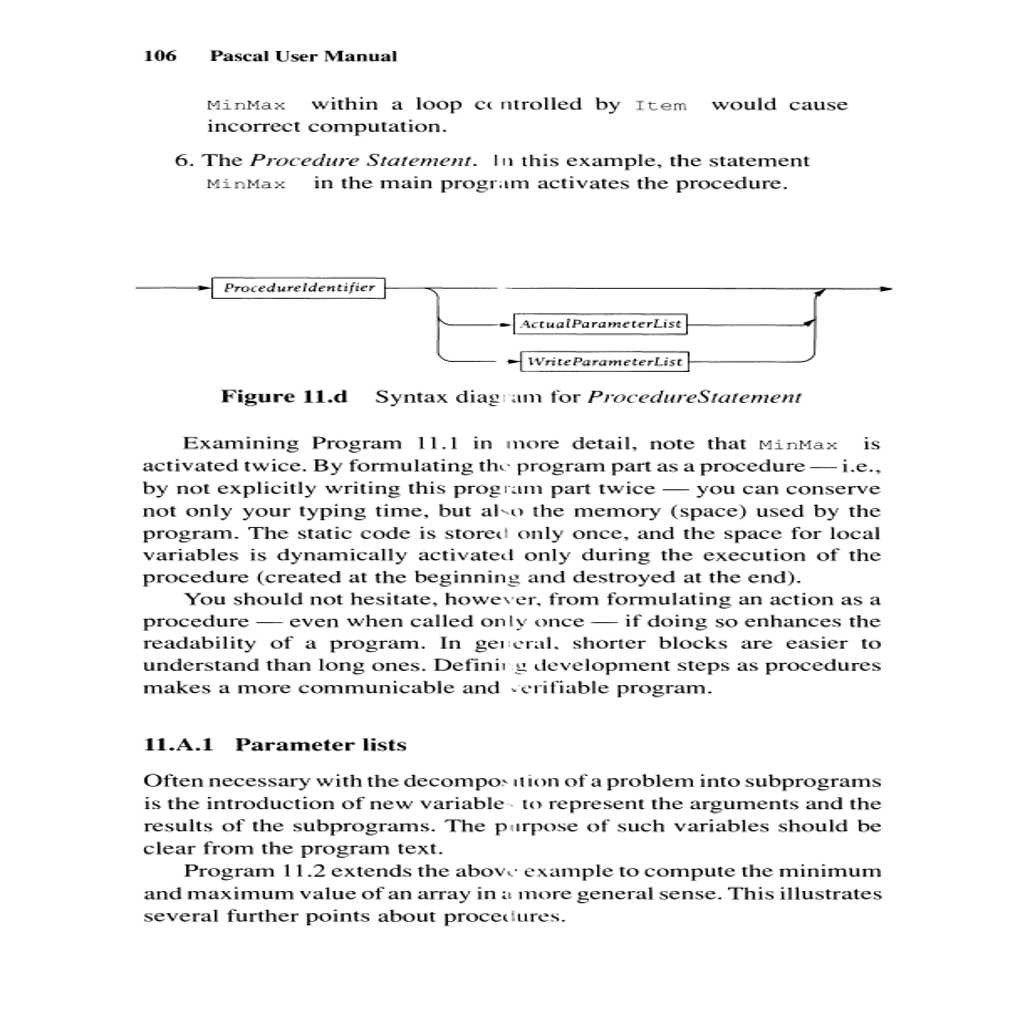 106 Pascal User Manual
MinMax within a loop controlled by Item would cause
incorrect computation.
6. The Procedure Statement. In this example, the statement
MinMax in the main program activates the procedure.
ProcedureIdentifier
ActualParameterList
WriteParameterList
Figure 11.d Syntax diagram for ProcedureStatement
Examining Program 11.1 in more detail, note that MinMax is
activated twice. By formulating the program part as a procedure — i.e.,
by not explicitly writing this program part twice — you can conserve
not only your typing time, but also the memory (space) used by the
program. The static code is stored only once, and the space for local
variables is dynamically activated only during the execution of the
procedure (created at the beginning and destroyed at the end).
You should not hesitate, however, from formulating an action as a
procedure — even when called only once — if doing so enhances the
readability of a program. In general, shorter blocks are easier to
understand than long ones. Defining development steps as procedures
makes a more communicable and verifiable program.
11.A.1 Parameter lists
Often necessary with the decomposition of a problem into subprograms
is the introduction of new variables to represent the arguments and the
results of the subprograms. The purpose of such variables should be
clear from the program text.
Program 11.2 extends the above example to compute the minimum
and maximum value of an array in a more general sense. This illustrates
several further points about procedures.